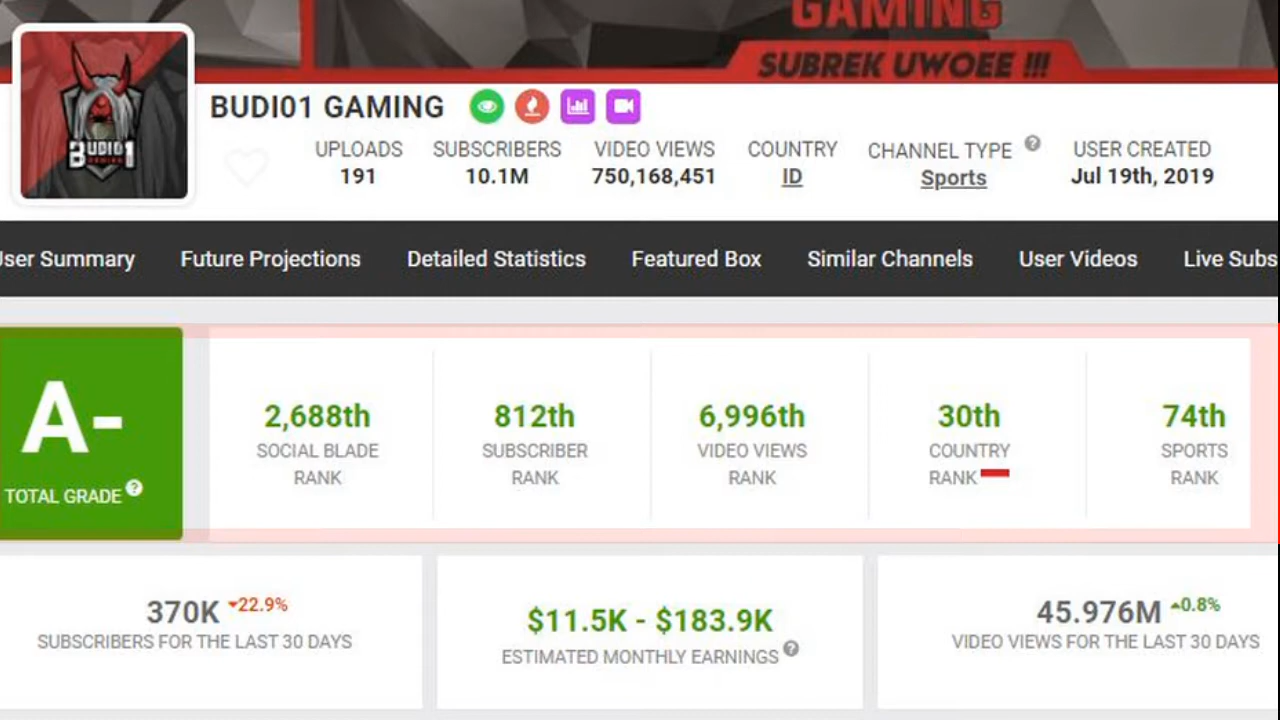 GAMING
SUBREK UWOEE !!!
BUDI01 GAMING
BUDI01
GAMING
UPLOADS SUBSCRIBERS VIDEO VIEWS COUNTRY CHANNEL TYPE ? USER CREATED
191 10.1M 750,168,451 ID Sports Jul 19th, 2019
User Summary Future Projections Detailed Statistics Featured Box Similar Channels User Videos Live Subs
A-
TOTAL GRADE ?
2,688th 812th 6,996th 30th 74th
SOCIAL BLADE SUBSCRIBER VIDEO VIEWS COUNTRY SPORTS
RANK RANK RANK RANK RANK
370K 22.9%
SUBSCRIBERS FOR THE LAST 30 DAYS
$11.5K - $183.9K
ESTIMATED MONTHLY EARNINGS ?
45.976M 0.8%
VIDEO VIEWS FOR THE LAST 30 DAYS